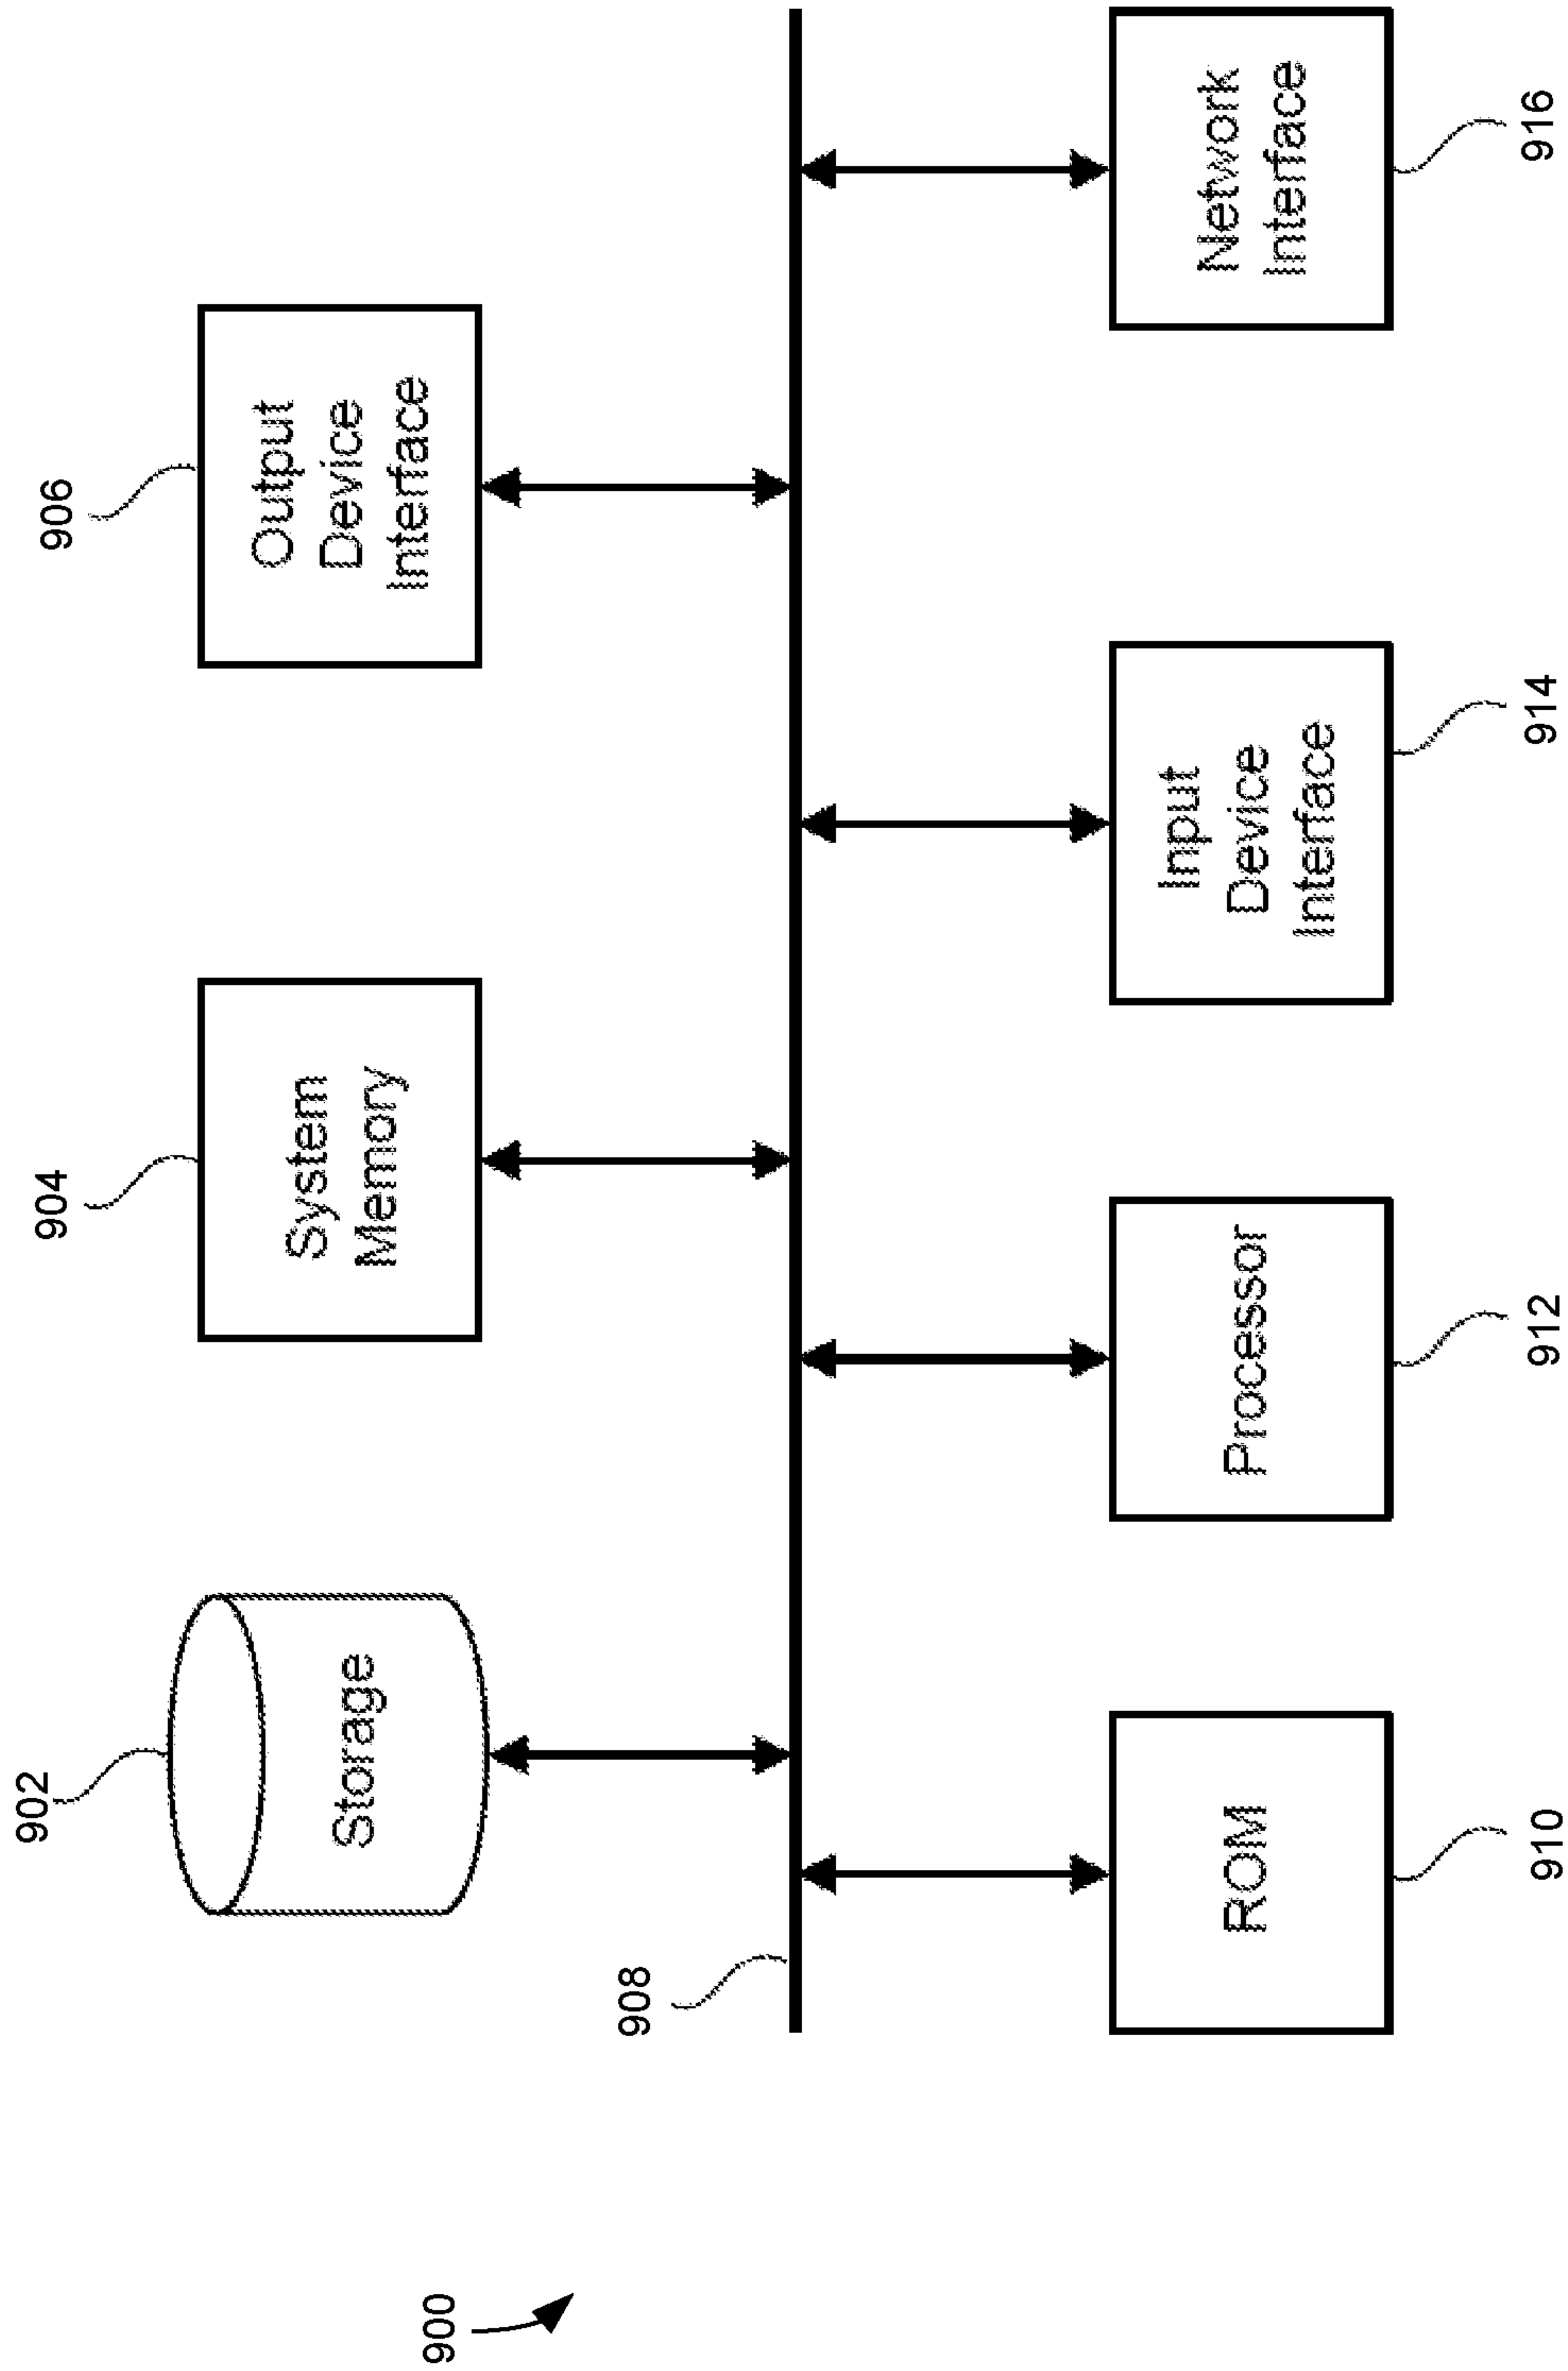 900
902
Storage
904
System
Memory
906
Output
Device
Interface
908
910
ROM
912
Processor
914
Input
Device
Interface
916
Network
Interface